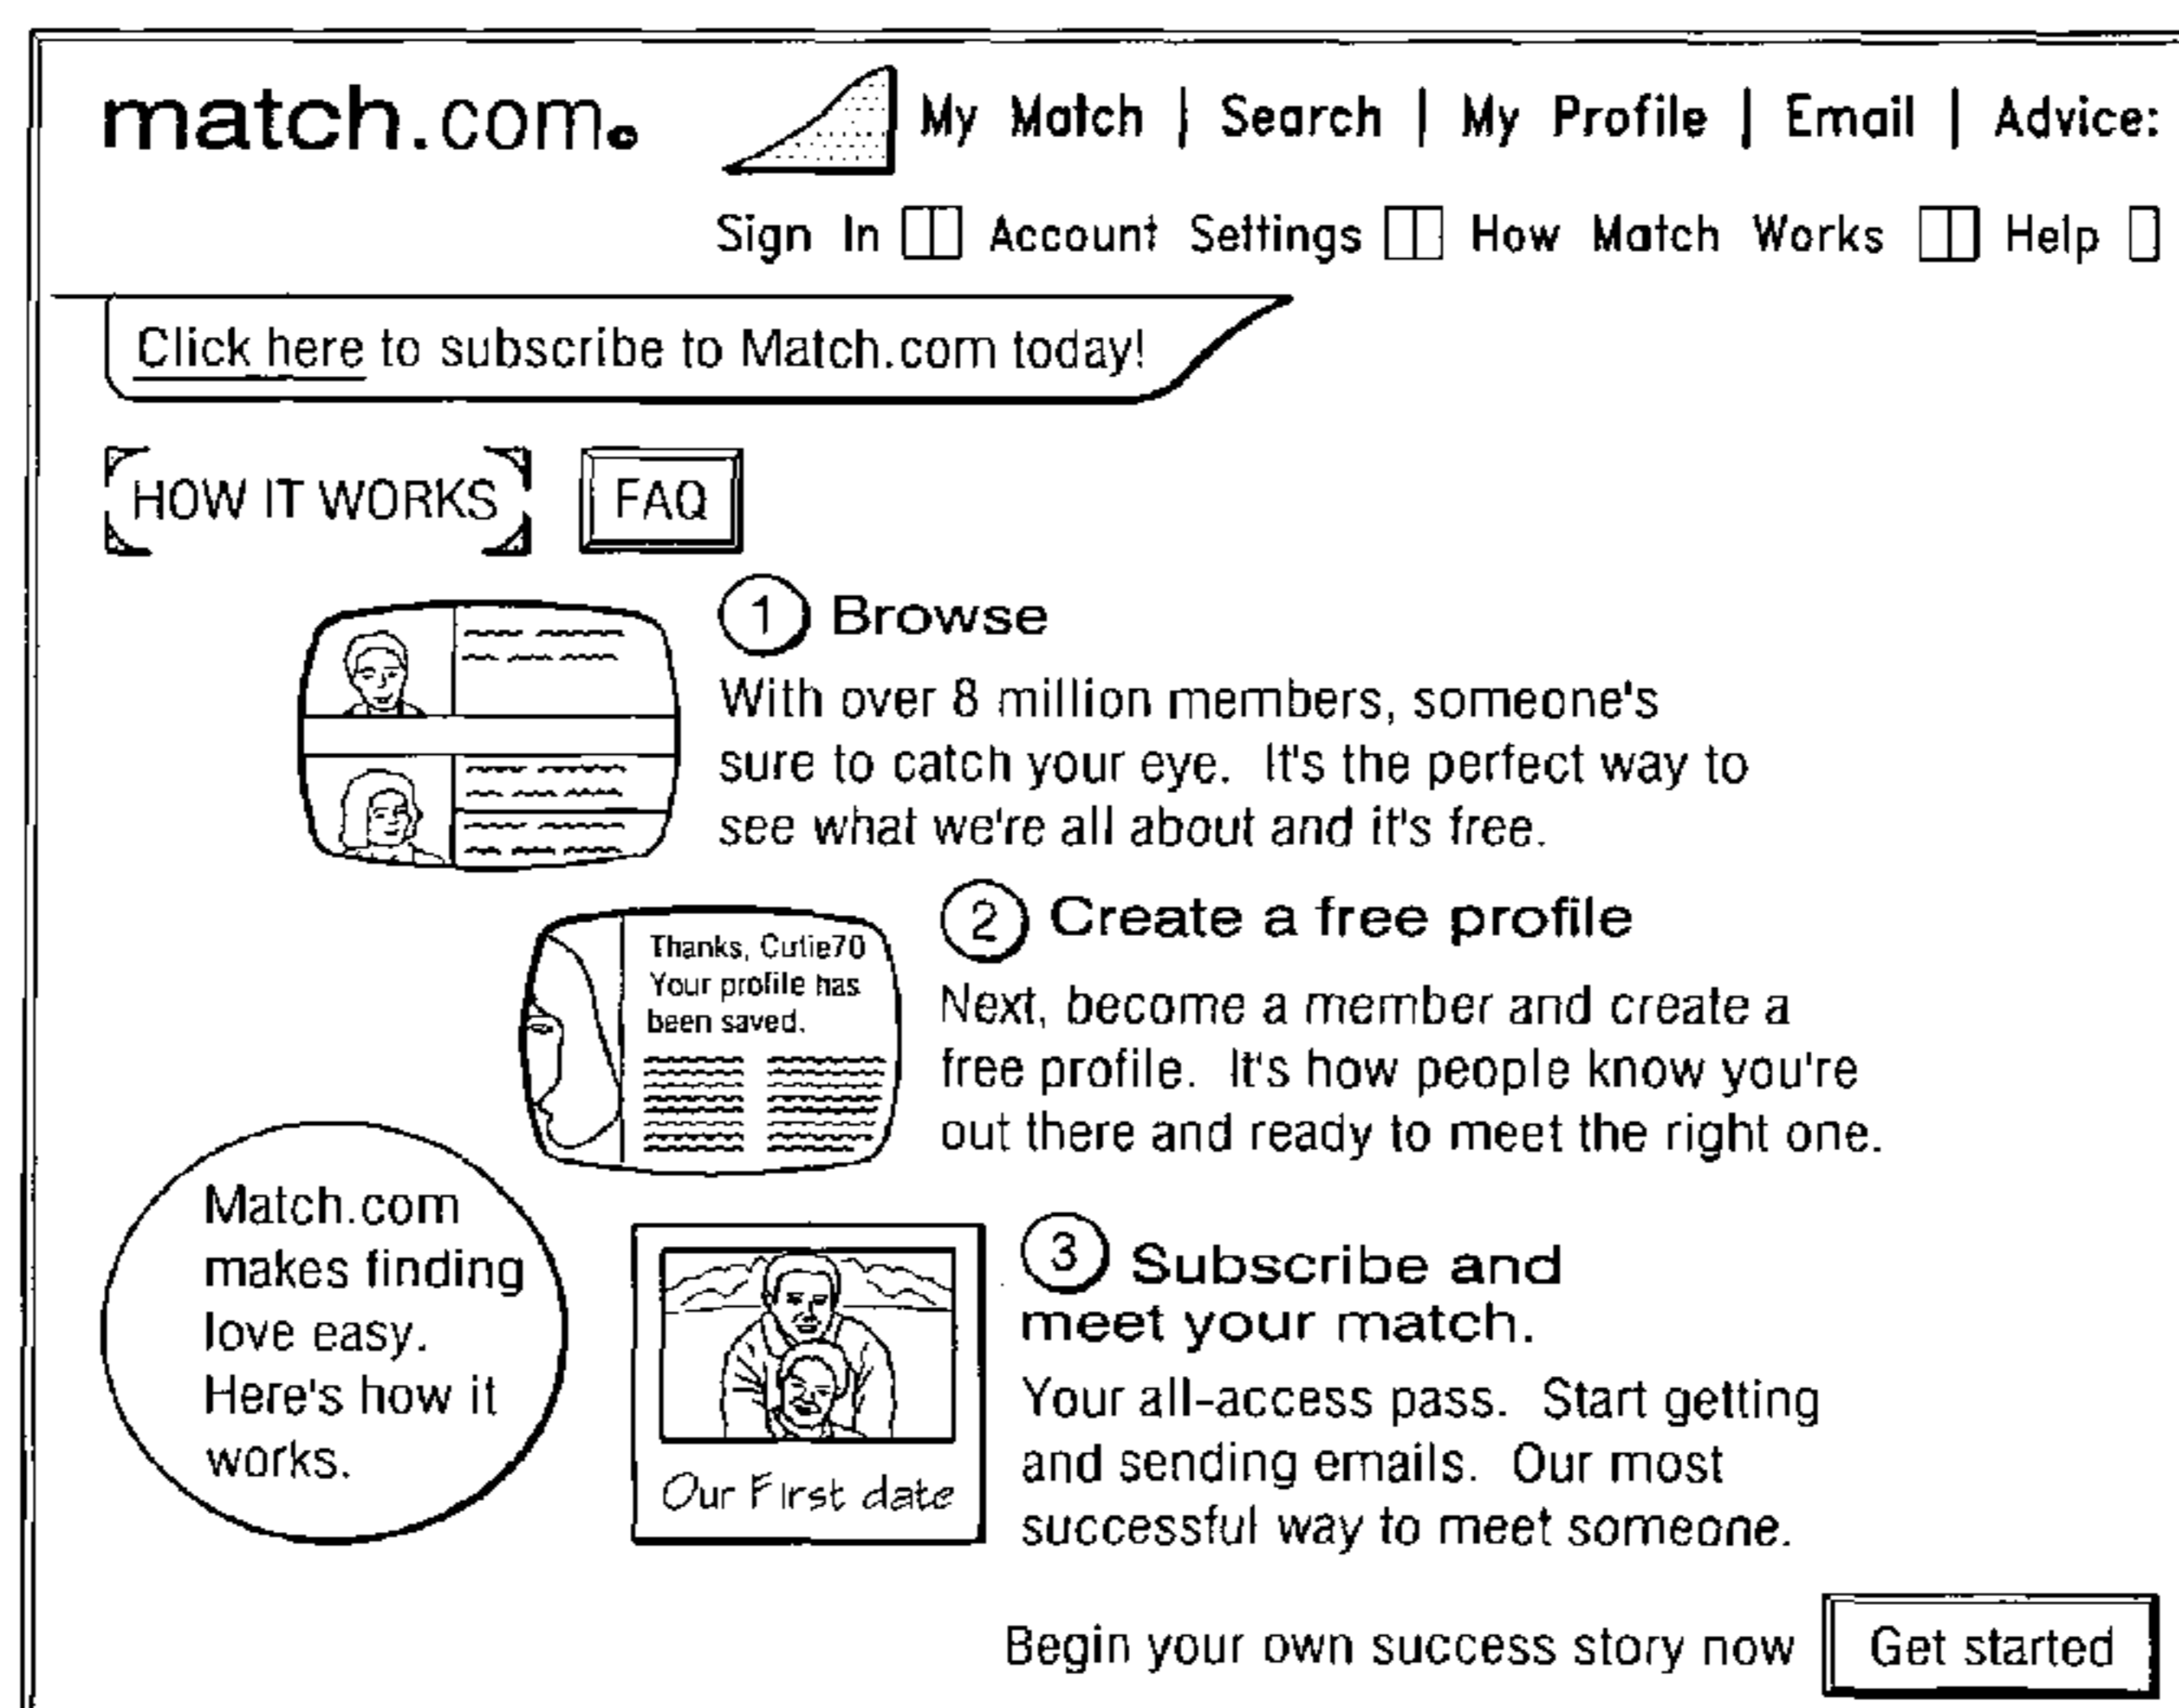 match.com©
My Match | Search | My Profile | Email | Advice:
Sign In Account Settings How Match Works Help
Click here to subscribe to Match.com today!
HOW IT WORKS
FAQ
1 Browse
With over 8 million members, someone's
sure to catch your eye. It's the perfect way to
see what we're all about and it's free.
2 Create a free profile
Thanks, Cutie70
Your profile has
been saved.
Next, become a member and create a
free profile. It's how people know you're
out there and ready to meet the right one.
Match.com
makes finding
love easy.
Here's how it
works.
Our First date
3 Subscribe and
meet your match.
Your all-access pass. Start getting
and sending emails. Our most
successful way to meet someone.
Begin your own success story now
Get started